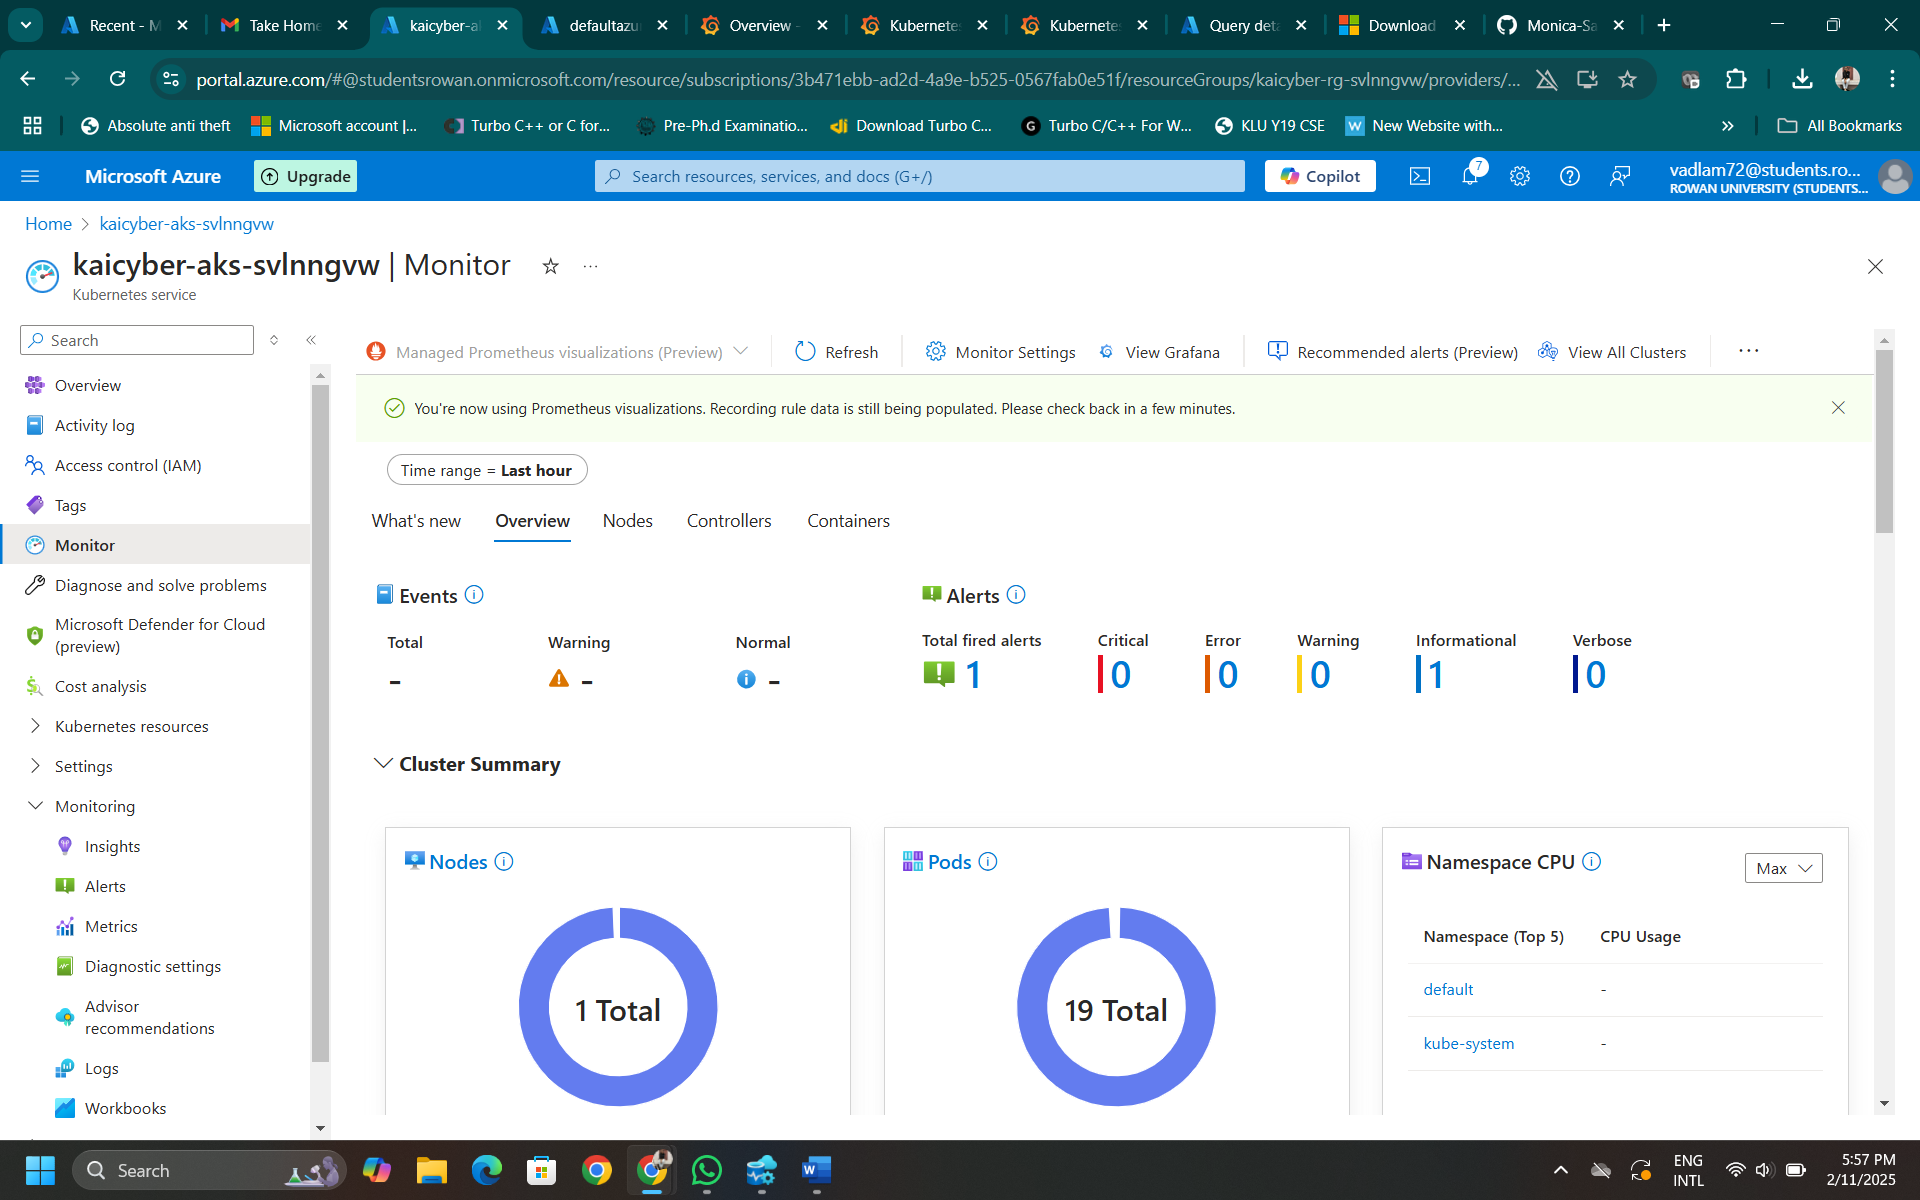 Recent - M
Take Home
kaicyber-ak
defaultazur
Overview -
Kubernetes
Kubernetes
Query deta
Download
Monica-Sa
portal.azure.com/#@studentsrowan.onmicrosoft.com/resource/subscriptions/3b471ebb-ad2d-4a9e-b525-0567fab0e51f/resourceGroups/kaicyber-rg-svlnngvw/providers/...
Absolute anti theft
Microsoft account |...
Turbo C++ or C for...
Pre-Ph.d Examinatio...
Download Turbo C...
Turbo C/C++ For W...
KLU Y19 CSE
New Website with...
All Bookmarks
Microsoft Azure
Upgrade
Search resources, services, and docs (G+/)
Copilot
7
vadlam72@students.ro...
ROWAN UNIVERSITY (STUDENTS...
Home > kaicyber-aks-svlnngvw
kaicyber-aks-svlnngvw | Monitor
Kubernetes service
Search
Overview
Activity log
Access control (IAM)
Tags
Monitor
Diagnose and solve problems
Microsoft Defender for Cloud
(preview)
Cost analysis
Kubernetes resources
Settings
Monitoring
Insights
Alerts
Metrics
Diagnostic settings
Advisor
recommendations
Logs
Workbooks
Managed Prometheus visualizations (Preview)
Refresh
Monitor Settings
View Grafana
Recommended alerts (Preview)
View All Clusters
You're now using Prometheus visualizations. Recording rule data is still being populated. Please check back in a few minutes.
Time range = Last hour
What's new
Overview
Nodes
Controllers
Containers
Events
Total
-
Warning
-
Normal
-
Alerts
Total fired alerts
1
Critical
0
Error
0
Warning
0
Informational
1
Verbose
0
Cluster Summary
Nodes
1 Total
Pods
19 Total
Namespace CPU
Max
Namespace (Top 5) CPU Usage
default -
kube-system -
Search
ENG
INTL
5:57 PM
2/11/2025